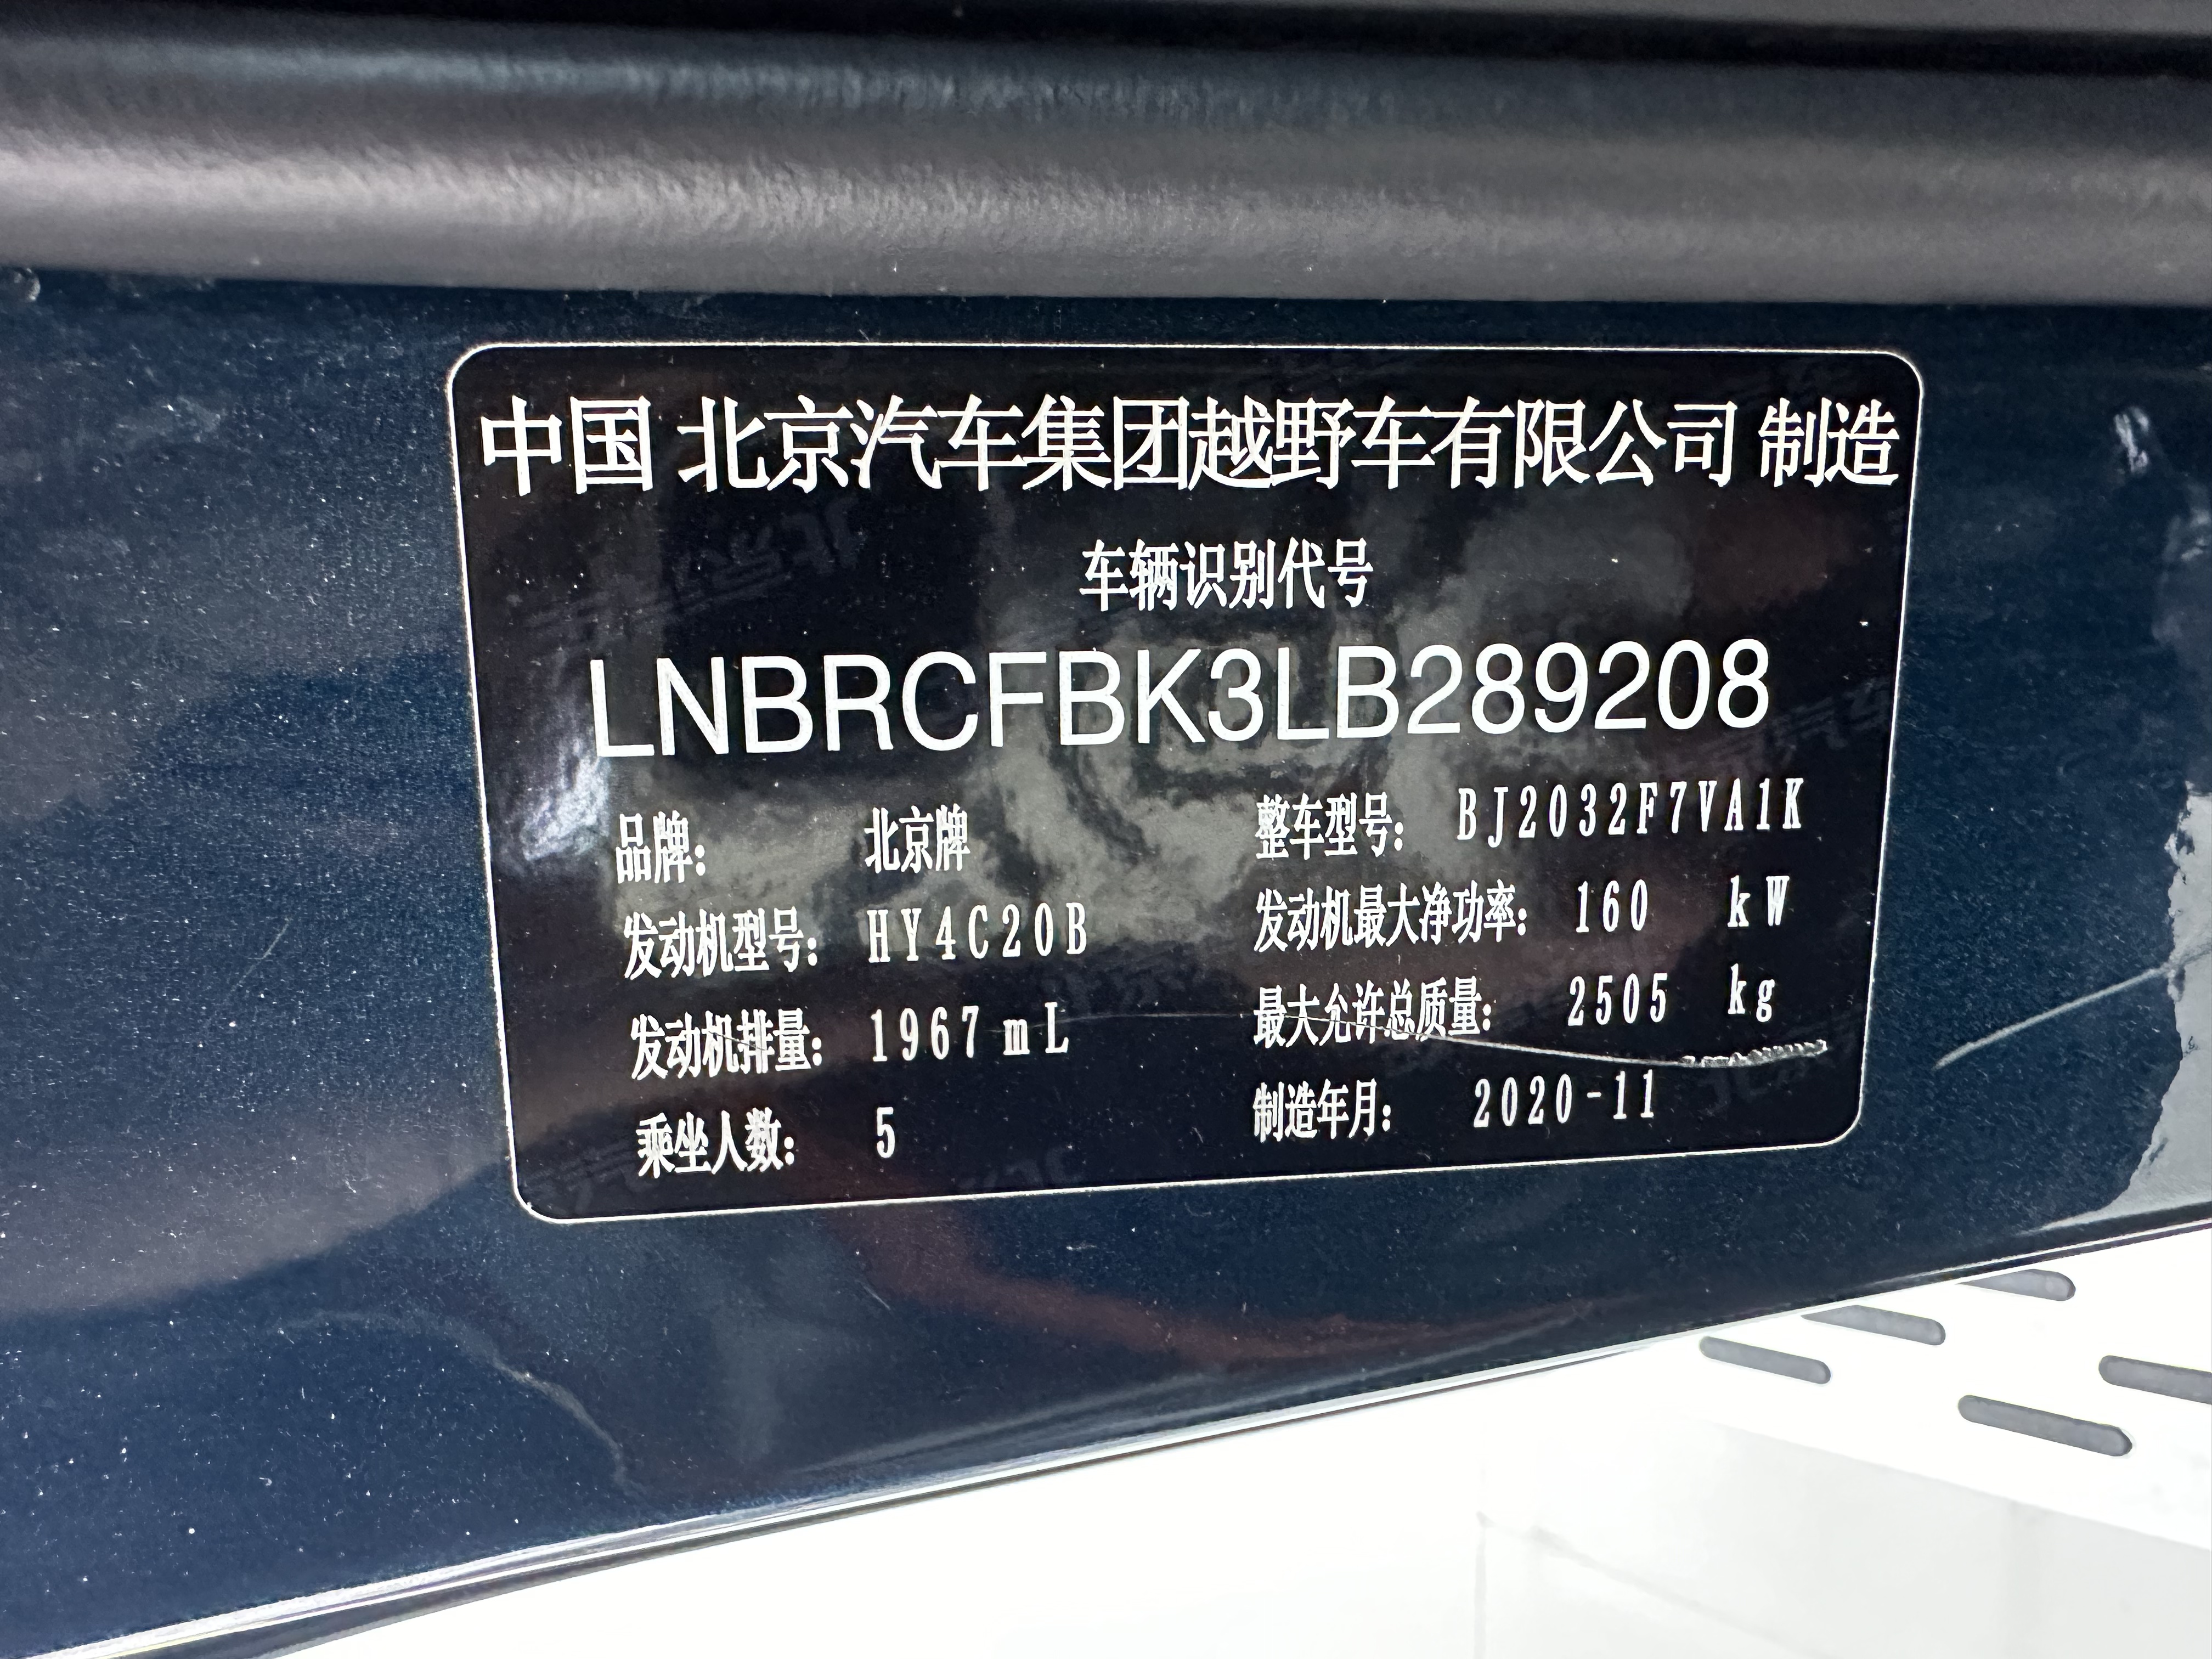 中国 北京汽车集团越野车有限公司 制造
车辆识别代号
LNBRCFBK3LB289208
品牌： 北京牌 整车型号： BJ2032F7VA1K
发动机型号： HY4C20B 发动机最大净功率： 160 kW
发动机排量： 1967 mL 最大允许总质量： 2505 kg
乘坐人数： 5 制造年月： 2020-11